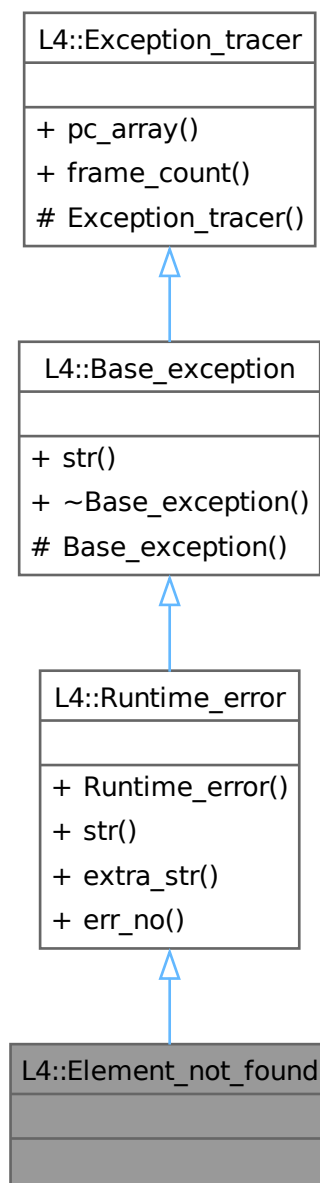 L4::Exception_tracer
+ pc_array()
+ frame_count()
# Exception_tracer()
L4::Base_exception
+ str()
+ ~Base_exception()
# Base_exception()
L4::Runtime_error
+ Runtime_error()
+ str()
+ extra_str()
+ err_no()
L4::Element_not_found